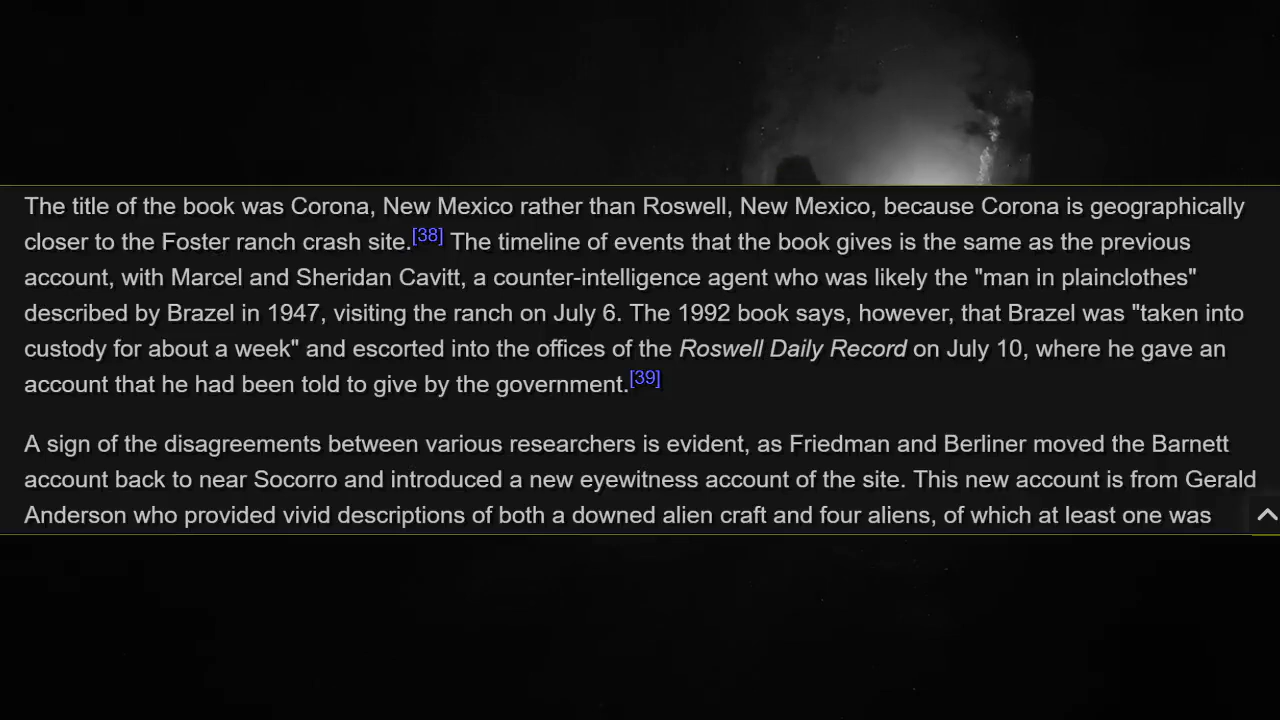 The title of the book was Corona, New Mexico rather than Roswell, New Mexico, because Corona is geographically
closer to the Foster ranch crash site.[38] The timeline of events that the book gives is the same as the previous
account, with Marcel and Sheridan Cavitt, a counter-intelligence agent who was likely the "man in plainclothes"
described by Brazel in 1947, visiting the ranch on July 6. The 1992 book says, however, that Brazel was "taken into
custody for about a week" and escorted into the offices of the Roswell Daily Record on July 10, where he gave an
account that he had been told to give by the government.[39]
A sign of the disagreements between various researchers is evident, as Friedman and Berliner moved the Barnett
account back to near Socorro and introduced a new eyewitness account of the site. This new account is from Gerald
Anderson who provided vivid descriptions of both a downed alien craft and four aliens, of which at least one was